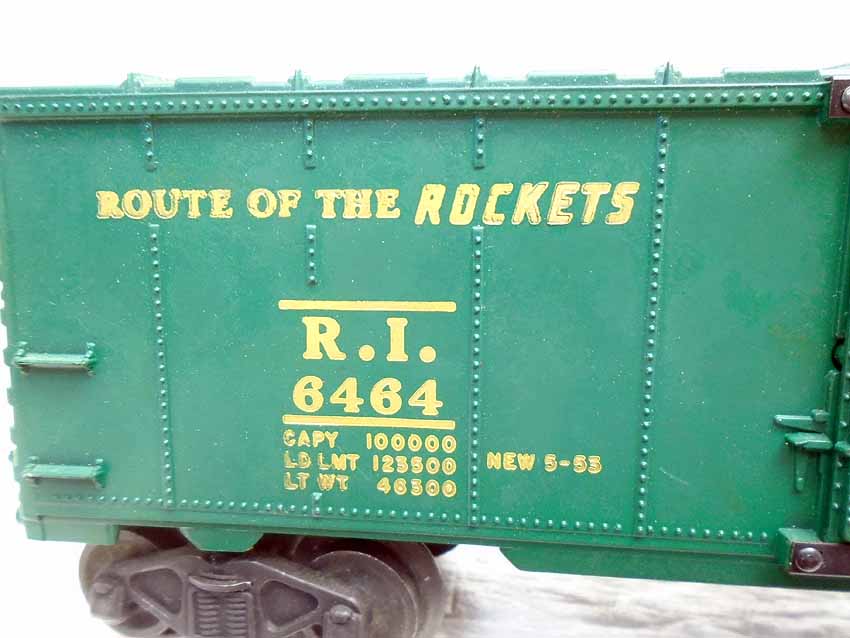 ROUTE OF THE ROCKETS
R.I.
6464
CAPY 100000
LD LMT 123500 NEW 5-53
LT WT 46300